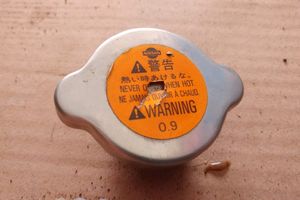 警告
熱い時あけるな。
NEVER OPEN WHEN HOT
NE JAMAIS OUVRIR À CHAUD.
WARNING
0.9